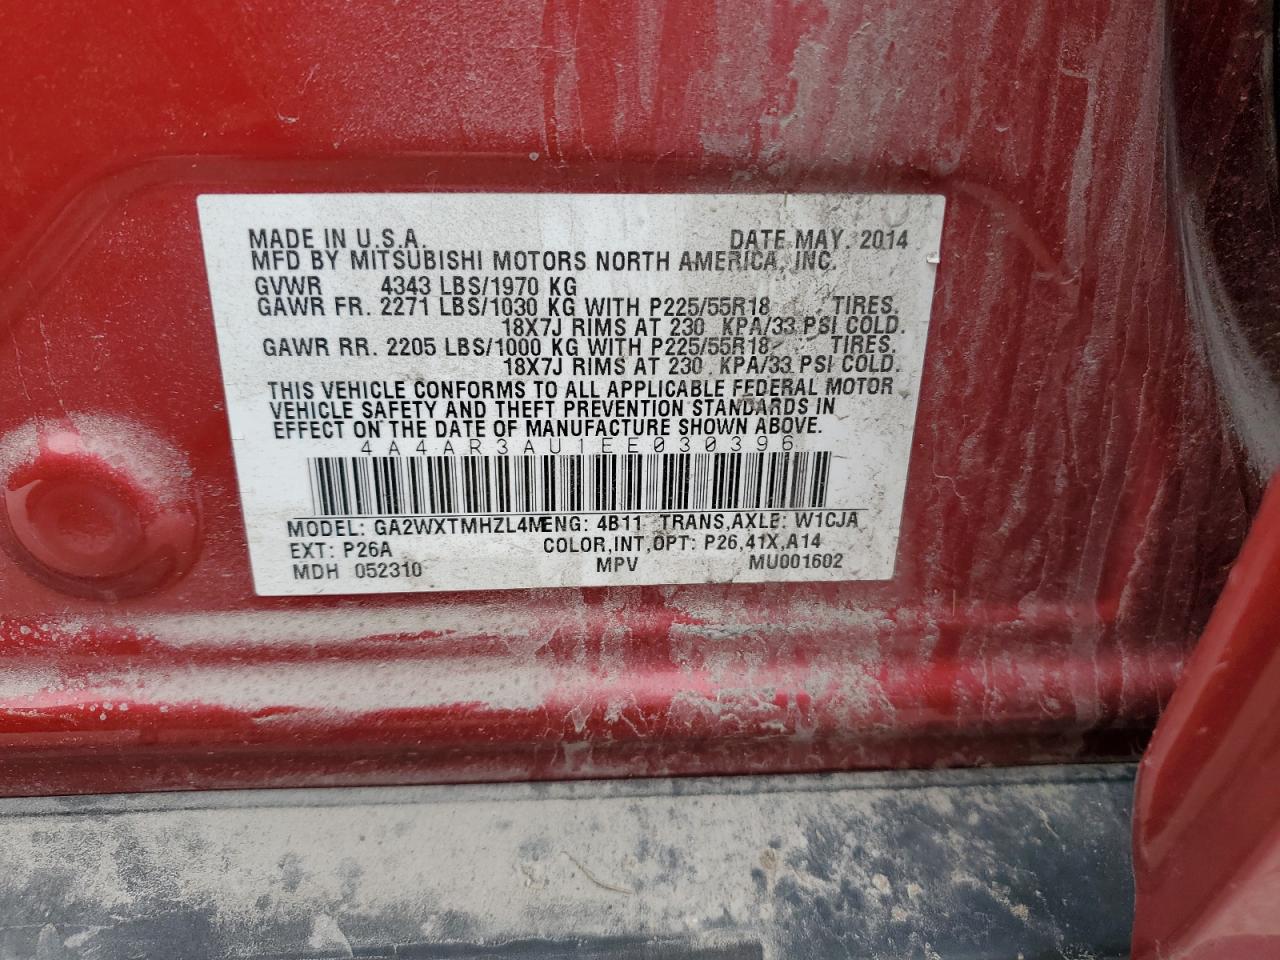 MADE IN U.S.A. DATE MAY. 2014
MFD BY MITSUBISHI MOTORS NORTH AMERICA, INC.
GVWR 4343 LBS/1970 KG
GAWR FR. 2271 LBS/1030 KG WITH P225/55R18 TIRES.
18X7J RIMS AT 230 KPA/33 PSI COLD.
GAWR RR. 2205 LBS/1000 KG WITH P225/55R18 TIRES.
18X7J RIMS AT 230 KPA/33 PSI COLD.
THIS VEHICLE CONFORMS TO ALL APPLICABLE FEDERAL MOTOR
VEHICLE SAFETY AND THEFT PREVENTION STANDARDS IN
EFFECT ON THE DATE OF MANUFACTURE SHOWN ABOVE.
4A4AR3AU1EE030396
MODEL: GA2WXTMHZL4MENG: 4B11 TRANS,AXLE: W1CJA
EXT: P26A COLOR,INT,OPT: P26,41X,A14
MDH 052310 MPV MU001602